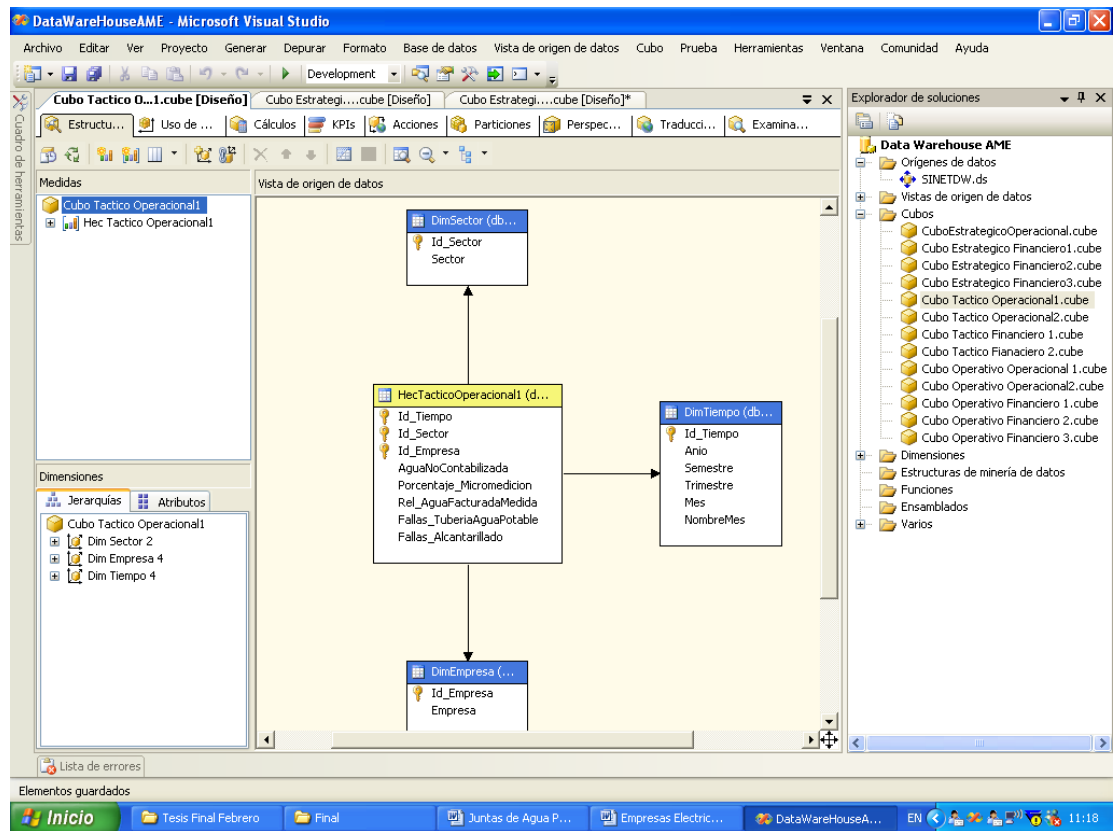 DataWareHouseAME - Microsoft Visual Studio
Archivo Editar Ver Proyecto Generar Depurar Formato Base de datos Vista de origen de datos Cubo Prueba Herramientas Ventana Comunidad Ayuda
Development
Cuadro de herramientas
Cubo Tactico O...1.cube [Diseño] Cubo Estrategi....cube [Diseño] Cubo Estrategi....cube [Diseño]*
Estructu... Uso de ... Cálculos KPIs Acciones Particiones Perspec... Traducci... Examina...
Medidas
Cubo Tactico Operacional1
Hec Tactico Operacional1
Dimensiones
Jerarquías Atributos
Cubo Tactico Operacional1
Dim Sector 2
Dim Empresa 4
Dim Tiempo 4
Vista de origen de datos
DimSector (db...
Id_Sector
Sector
HecTacticoOperacional1 (d...
Id_Tiempo
Id_Sector
Id_Empresa
AguaNoContabilizada
Porcentaje_Micromedicion
Rel_AguaFacturadaMedida
Fallas_TuberiaAguaPotable
Fallas_Alcantarillado
DimTiempo (db...
Id_Tiempo
Anio
Semestre
Trimestre
Mes
NombreMes
DimEmpresa (...
Id_Empresa
Empresa
Explorador de soluciones
Data Warehouse AME
Orígenes de datos
SINETDW.ds
Vistas de origen de datos
Cubos
CuboEstrategicoOperacional.cube
Cubo Estrategico Financiero1.cube
Cubo Estrategico Financiero2.cube
Cubo Estrategico Financiero3.cube
Cubo Tactico Operacional1.cube
Cubo Tactico Operacional2.cube
Cubo Tactico Financiero 1.cube
Cubo Tactico Fianaciero 2.cube
Cubo Operativo Operacional 1.cube
Cubo Operativo Operacional2.cube
Cubo Operativo Financiero 1.cube
Cubo Operativo Financiero 2.cube
Cubo Operativo Financiero 3.cube
Dimensiones
Estructuras de minería de datos
Funciones
Ensamblados
Varios
Lista de errores
Elementos guardados
Inicio Tesis Final Febrero Final Juntas de Agua P... Empresas Electric... DataWareHouseA... EN 11:18